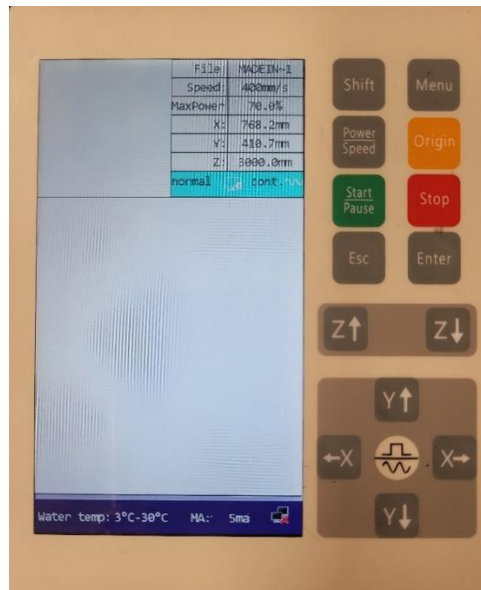 File: MADEIN~1
Speed: 400mm/s
MaxPower 70.0%
X: 768.2mm
Y: 410.7mm
Z: 3000.0mm
normal cont.
Water temp: 3°C-30°C MA: 5ma
Shift Menu
Power
Speed
Origin
Start
Pause
Stop
Esc Enter
Z↑ Z↓
Y↑
←X X→
Y↓